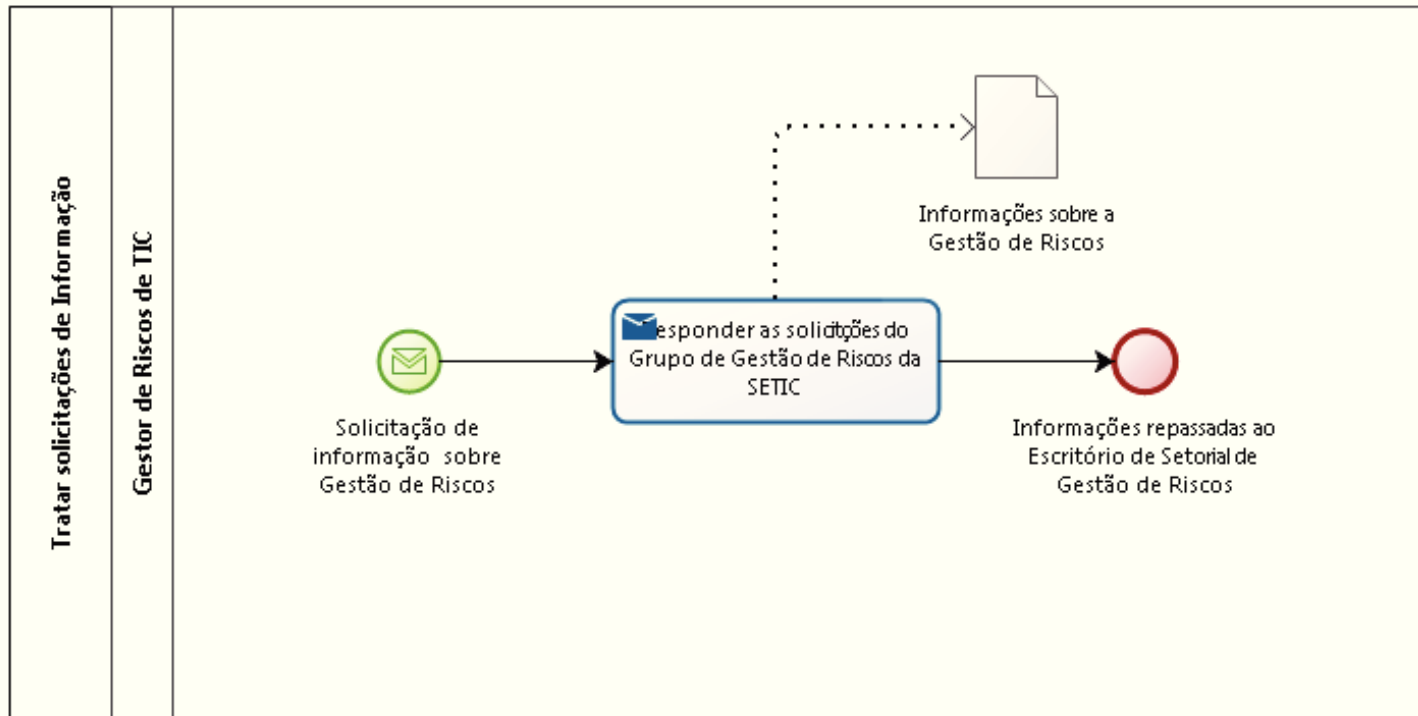 Tratar solicitações de Informação
Gestor de Riscos de TIC
Informações sobre a
Gestão de Riscos
esponder as solicitções do
Grupo de Gestão de Riscos da
SETIC
Solicitação de
informação sobre
Gestão de Riscos
Informações repassadas ao
Escritório de Setorial de
Gestão de Riscos